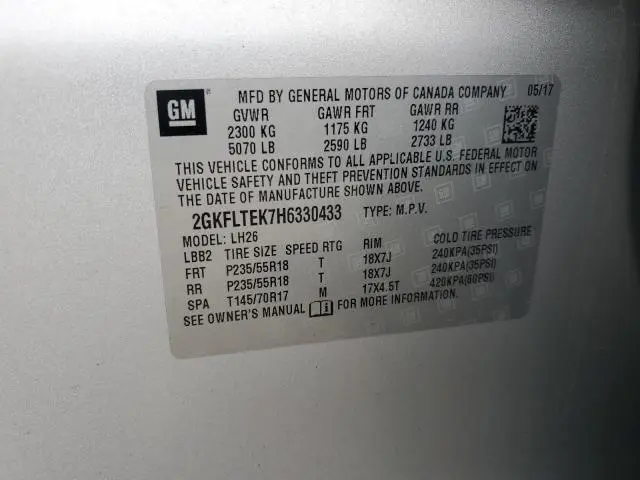 GM
MFD BY GENERAL MOTORS OF CANADA COMPANY 05/17
GVWR GAWR FRT GAWR RR
2300 KG 1175 KG 1240 KG
5070 LB 2590 LB 2733 LB
THIS VEHICLE CONFORMS TO ALL APPLICABLE U.S. FEDERAL MOTOR
VEHICLE SAFETY AND THEFT PREVENTION STANDARDS IN EFFECT ON
THE DATE OF MANUFACTURE SHOWN ABOVE.
2GKFLTEK7H6330433 TYPE: M.P.V.
MODEL: LH26
LBB2 TIRE SIZE SPEED RTG RIM COLD TIRE PRESSURE
FRT P235/55R18 T 18X7J 240KPA(35PSI)
RR P235/55R18 T 18X7J 240KPA(35PSI)
SPA T145/70R17 M 17X4.5T 420KPA(60PSI)
SEE OWNER'S MANUAL FOR MORE INFORMATION.